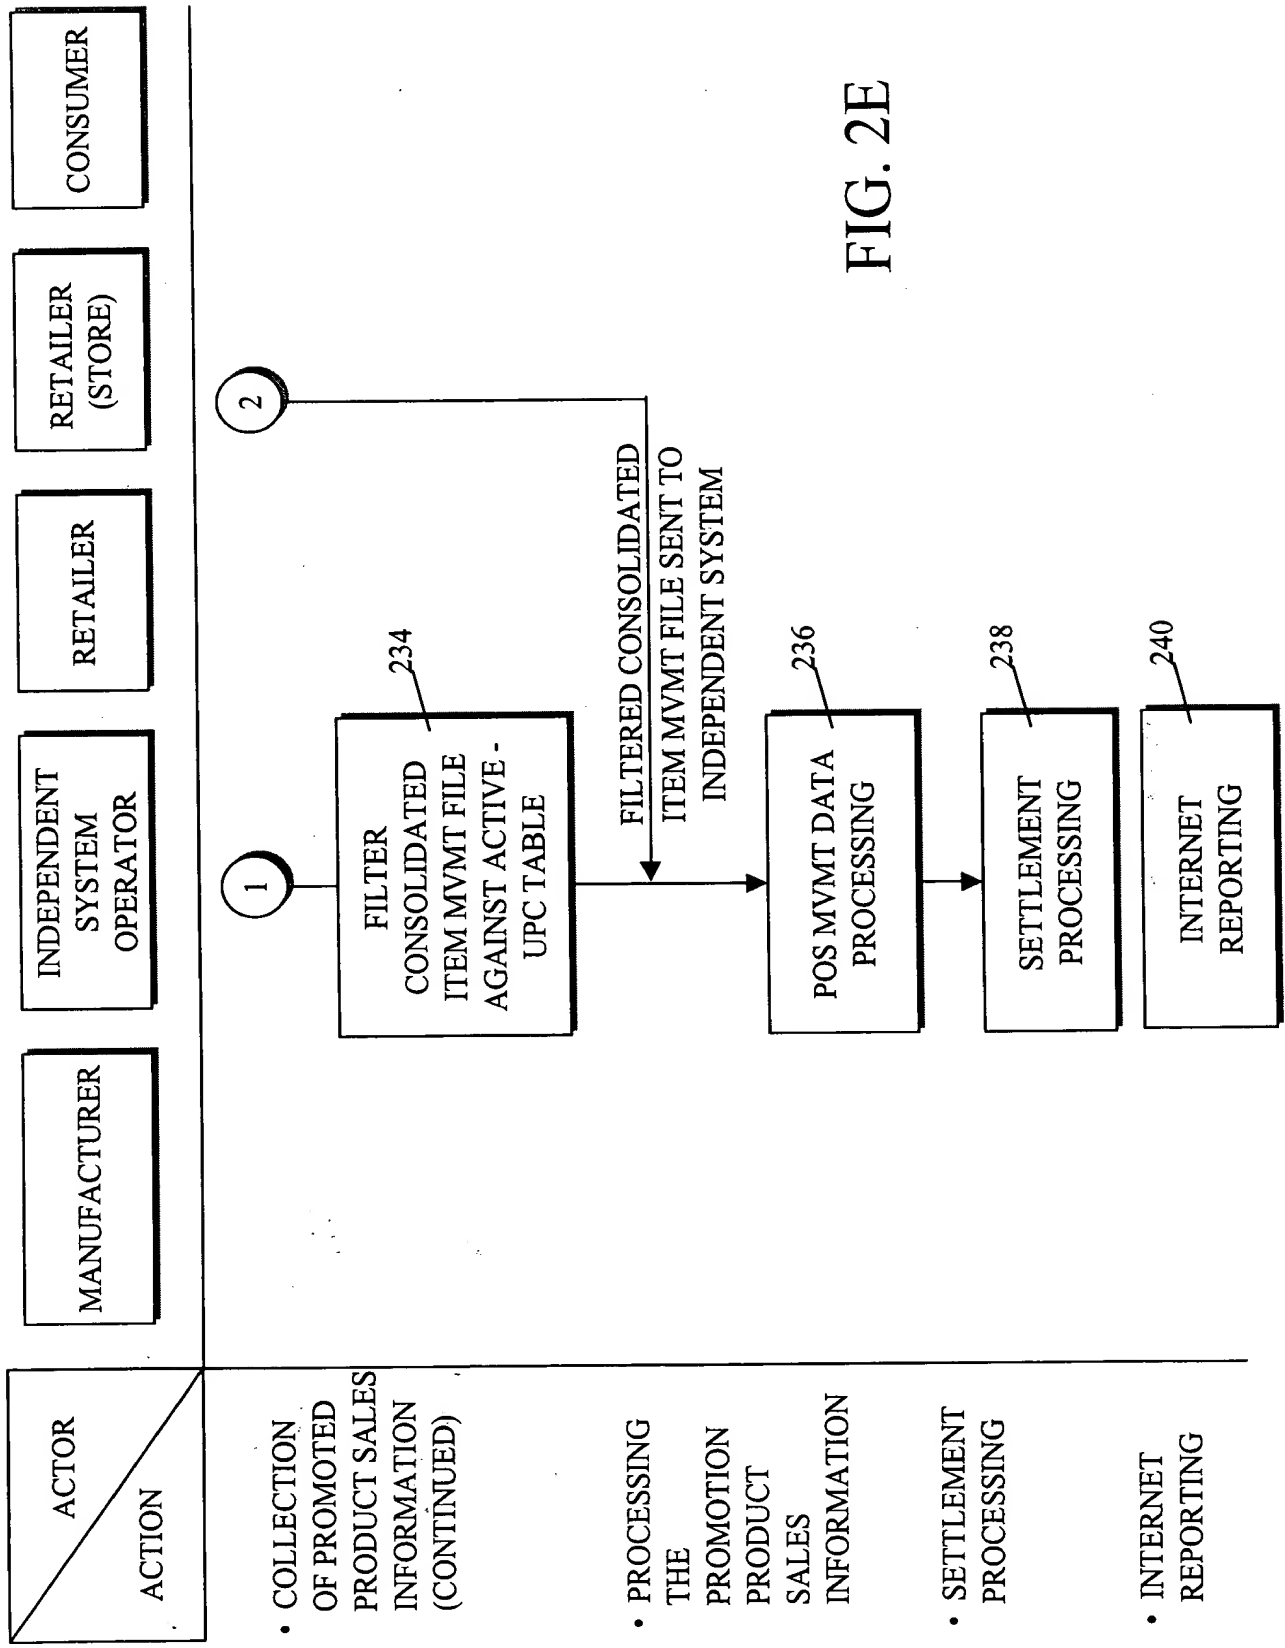 ACTOR
ACTION
MANUFACTURER
INDEPENDENT
SYSTEM
OPERATOR
RETAILER
RETAILER
(STORE)
CONSUMER
• COLLECTION
OF PROMOTED
PRODUCT SALES
INFORMATION
(CONTINUED)
1
2
FILTER
CONSOLIDATED
ITEM MVMT FILE
AGAINST ACTIVE -
UPC TABLE
234
FILTERED CONSOLIDATED
ITEM MVMT FILE SENT TO
INDEPENDENT SYSTEM
• PROCESSING
THE
PROMOTION
PRODUCT
SALES
INFORMATION
POS MVMT DATA
PROCESSING
236
• SETTLEMENT
PROCESSING
SETTLEMENT
PROCESSING
238
• INTERNET
REPORTING
INTERNET
REPORTING
240
FIG. 2E